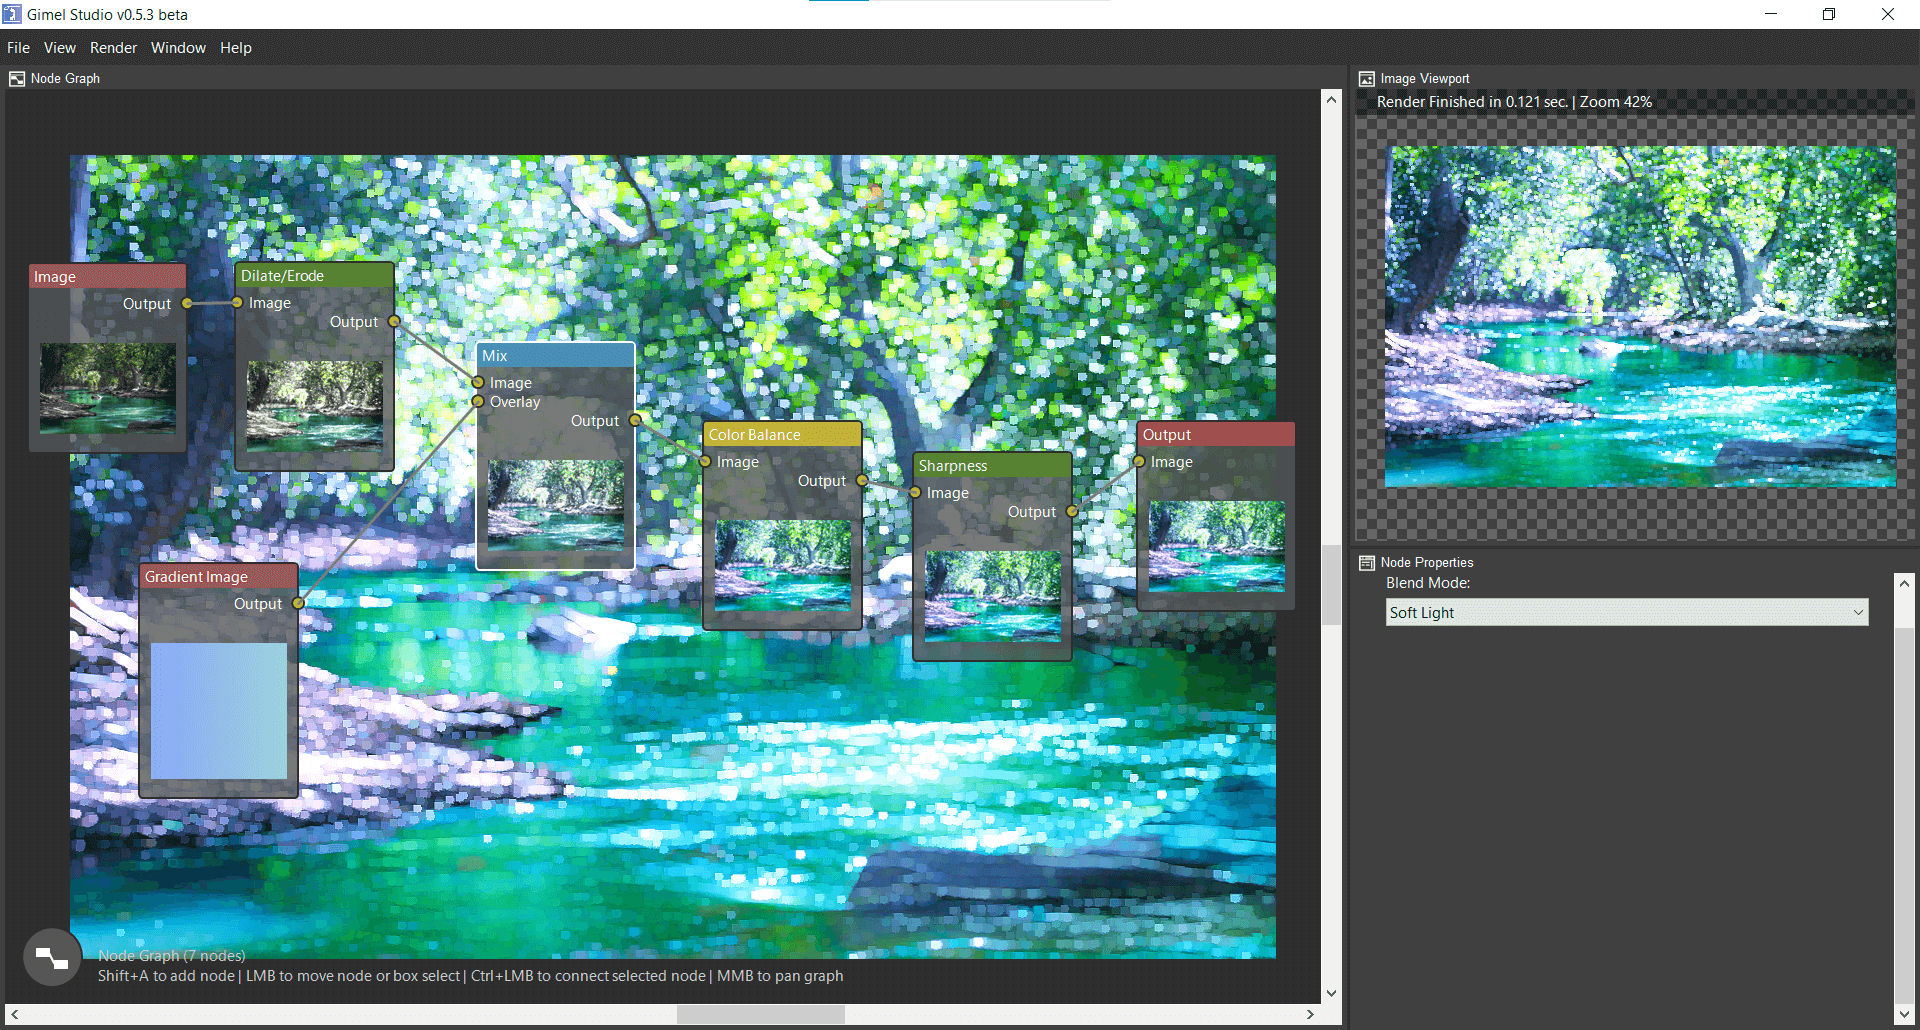 Gimel Studio v0.5.3 beta
File View Render Window Help
Node Graph
Image
Output
Dilate/Erode
Image
Output
Mix
Image
Overlay
Output
Gradient Image
Output
Color Balance
Image
Output
Sharpness
Image
Output
Output
Image
Node Graph (7 nodes)
Shift+A to add node | LMB to move node or box select | Ctrl+LMB to connect selected node | MMB to pan graph
Image Viewport
Render Finished in 0.121 sec. | Zoom 42%
Node Properties
Blend Mode:
Soft Light